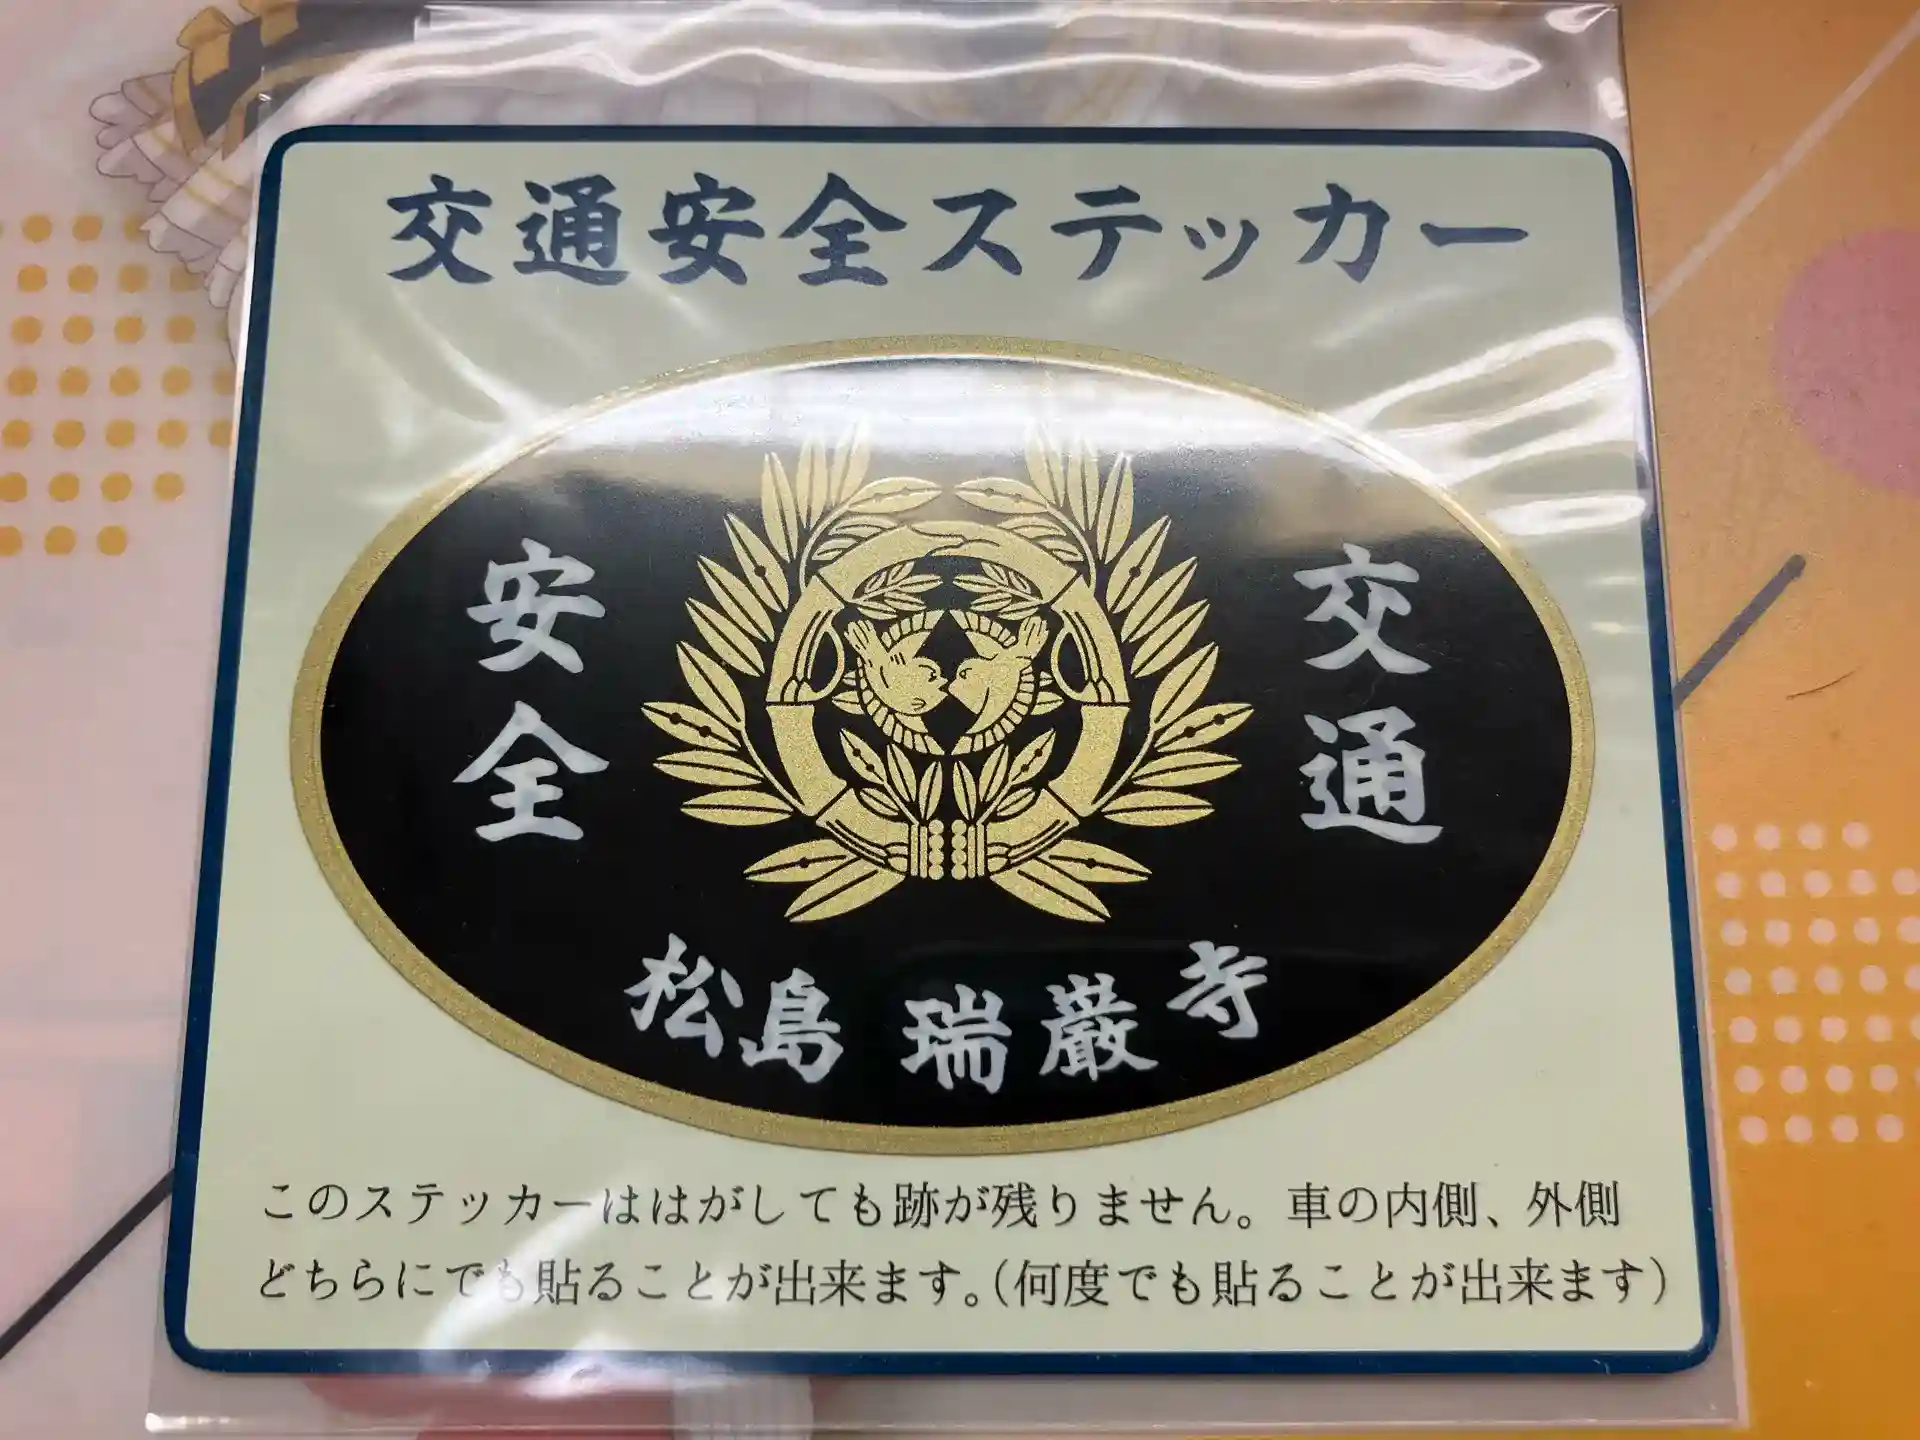 交通安全ステッカー
交通
安全
松島 瑞巌寺
このステッカーははがしても跡が残りません。車の内側、外側
どちらにでも貼ることが出来ます。(何度でも貼ることが出来ます)